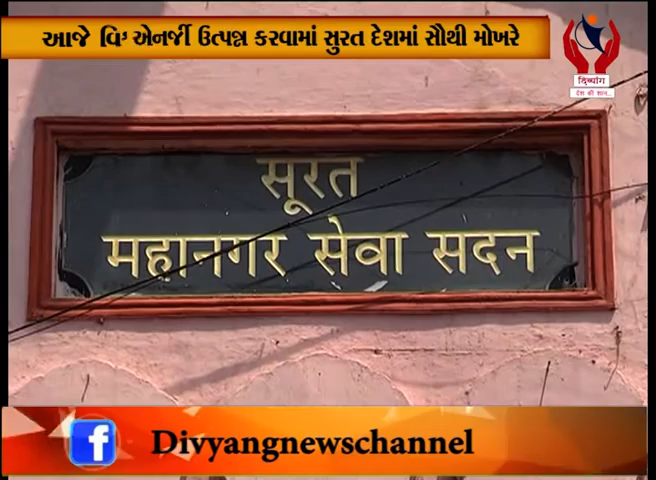 આજે વિન્ડ એનર્જી ઉત્પન્ન કરવામાં સુરત દેશમાં સૌથી મોખરે
दिव्यांग
देश की शान..
सूरत
महानगर सेवा सदन
Divyangnewschannel